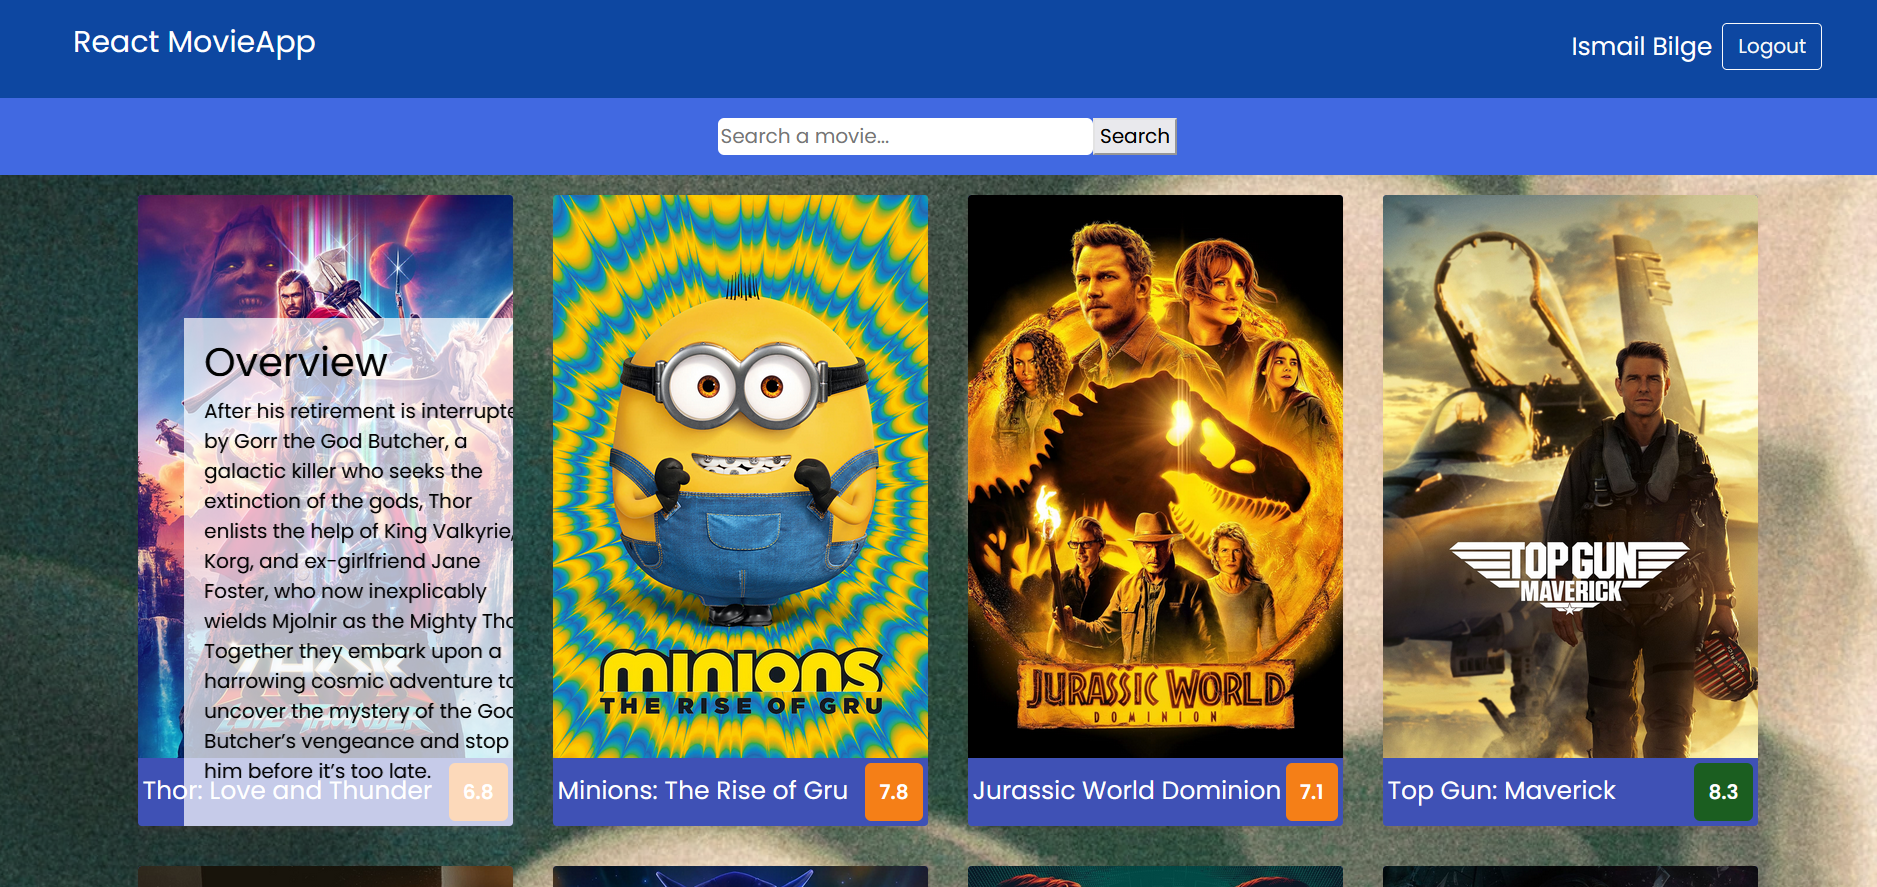 React MovieApp
Ismail Bilge
Logout
Search a movie...
Search
Overview
After his retirement is interrupte
by Gorr the God Butcher, a
galactic killer who seeks the
extinction of the gods, Thor
enlists the help of King Valkyrie,
Korg, and ex-girlfriend Jane
Foster, who now inexplicably
wields Mjolnir as the Mighty Tho
Together they embark upon a
harrowing cosmic adventure to
uncover the mystery of the God
Butcher’s vengeance and stop
him before it’s too late.
Thor: Love and Thunder
6.8
minions
THE RISE OF GRU
Minions: The Rise of Gru
7.8
JURASSIC WORLD
DOMINION
Jurassic World Dominion
7.1
TOP GUN
MAVERICK
Top Gun: Maverick
8.3